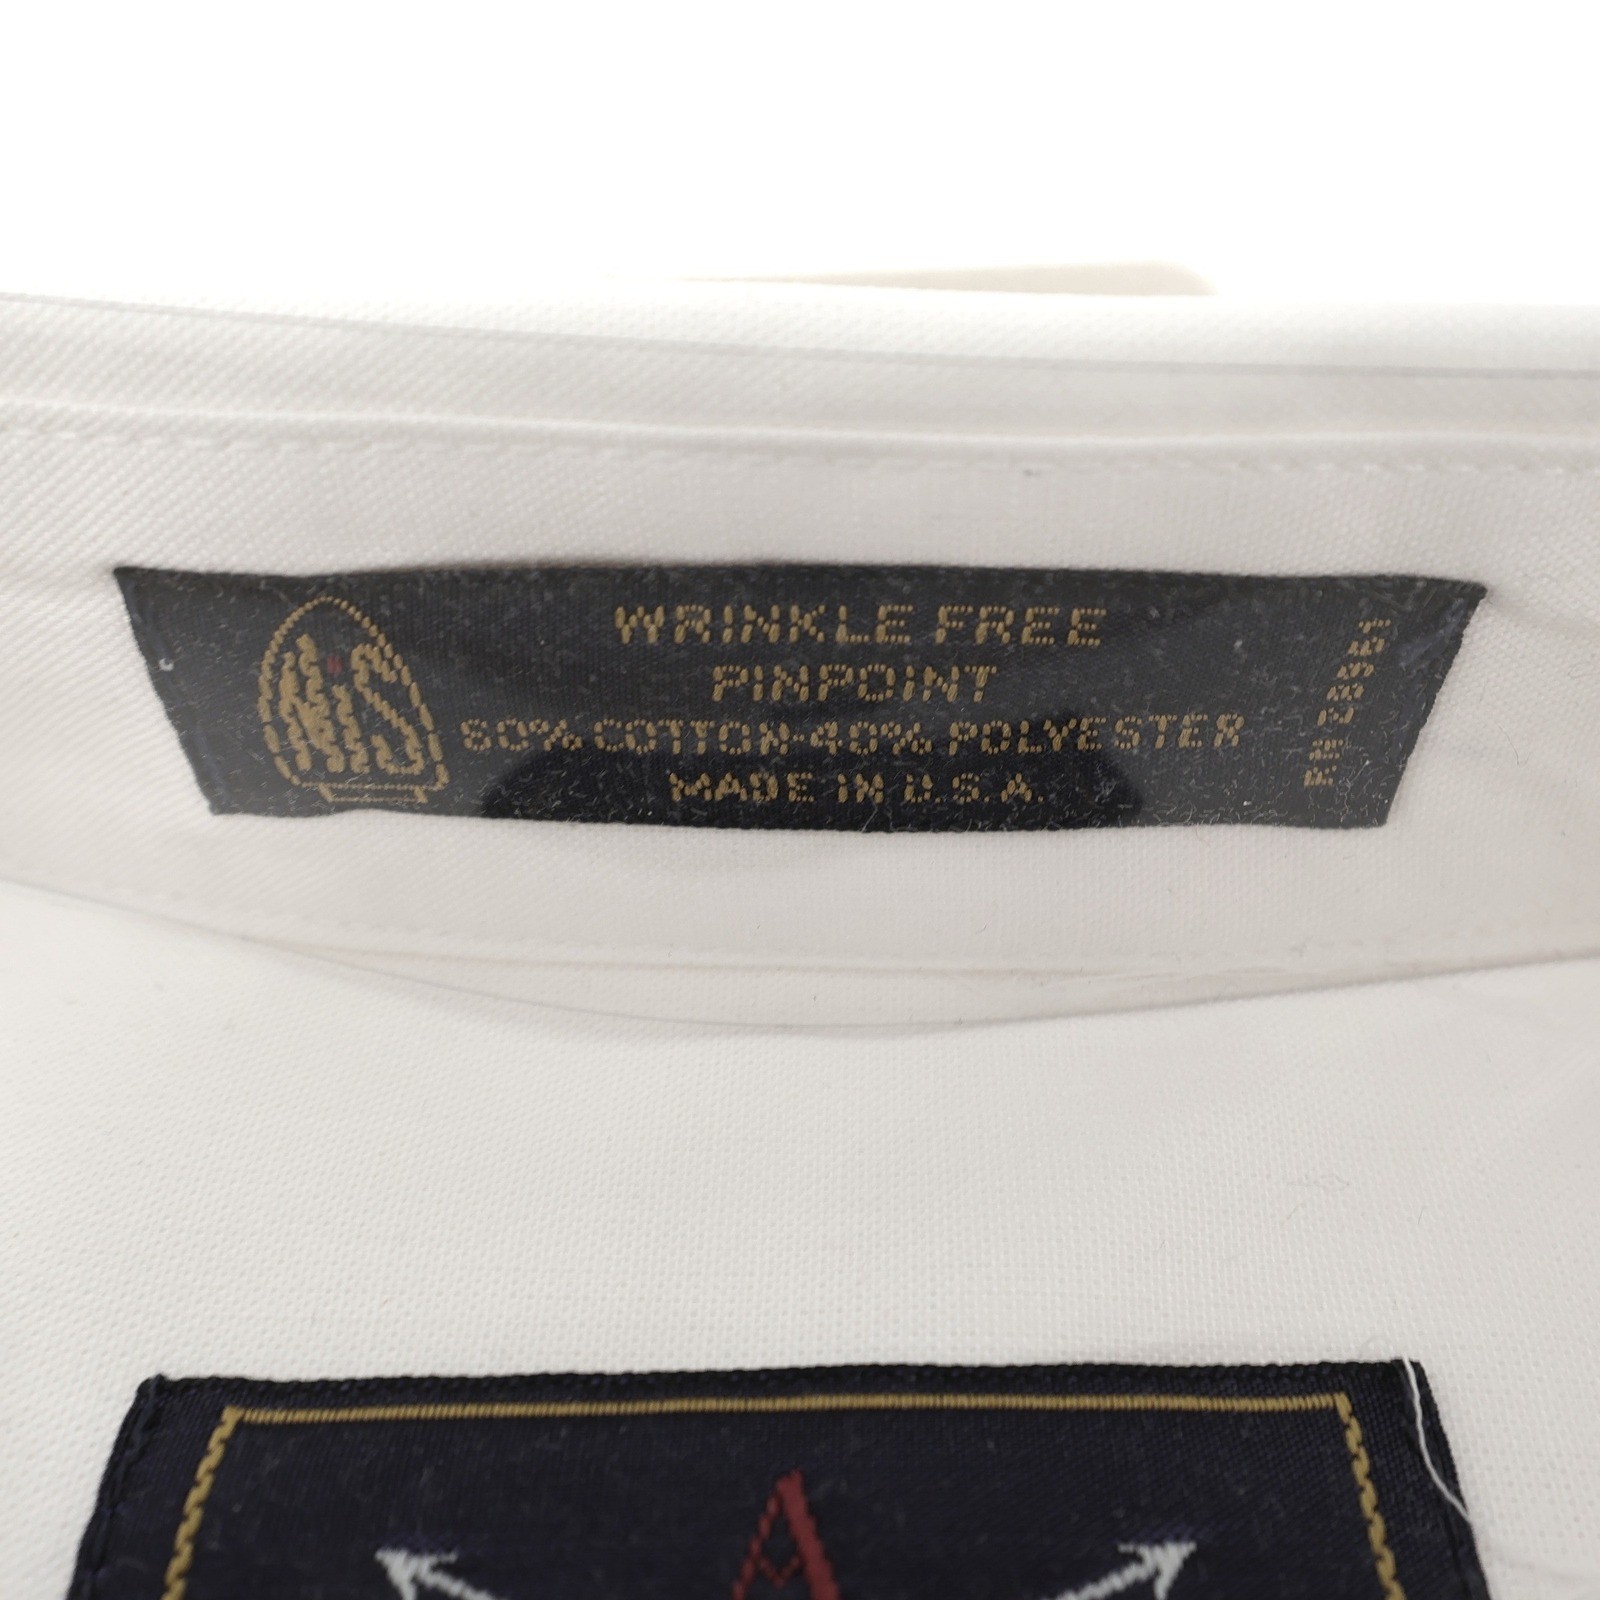 WRINKLE FREE
PINPOINT
60% COTTON-40% POLYESTER
MADE IN U.S.A.
A